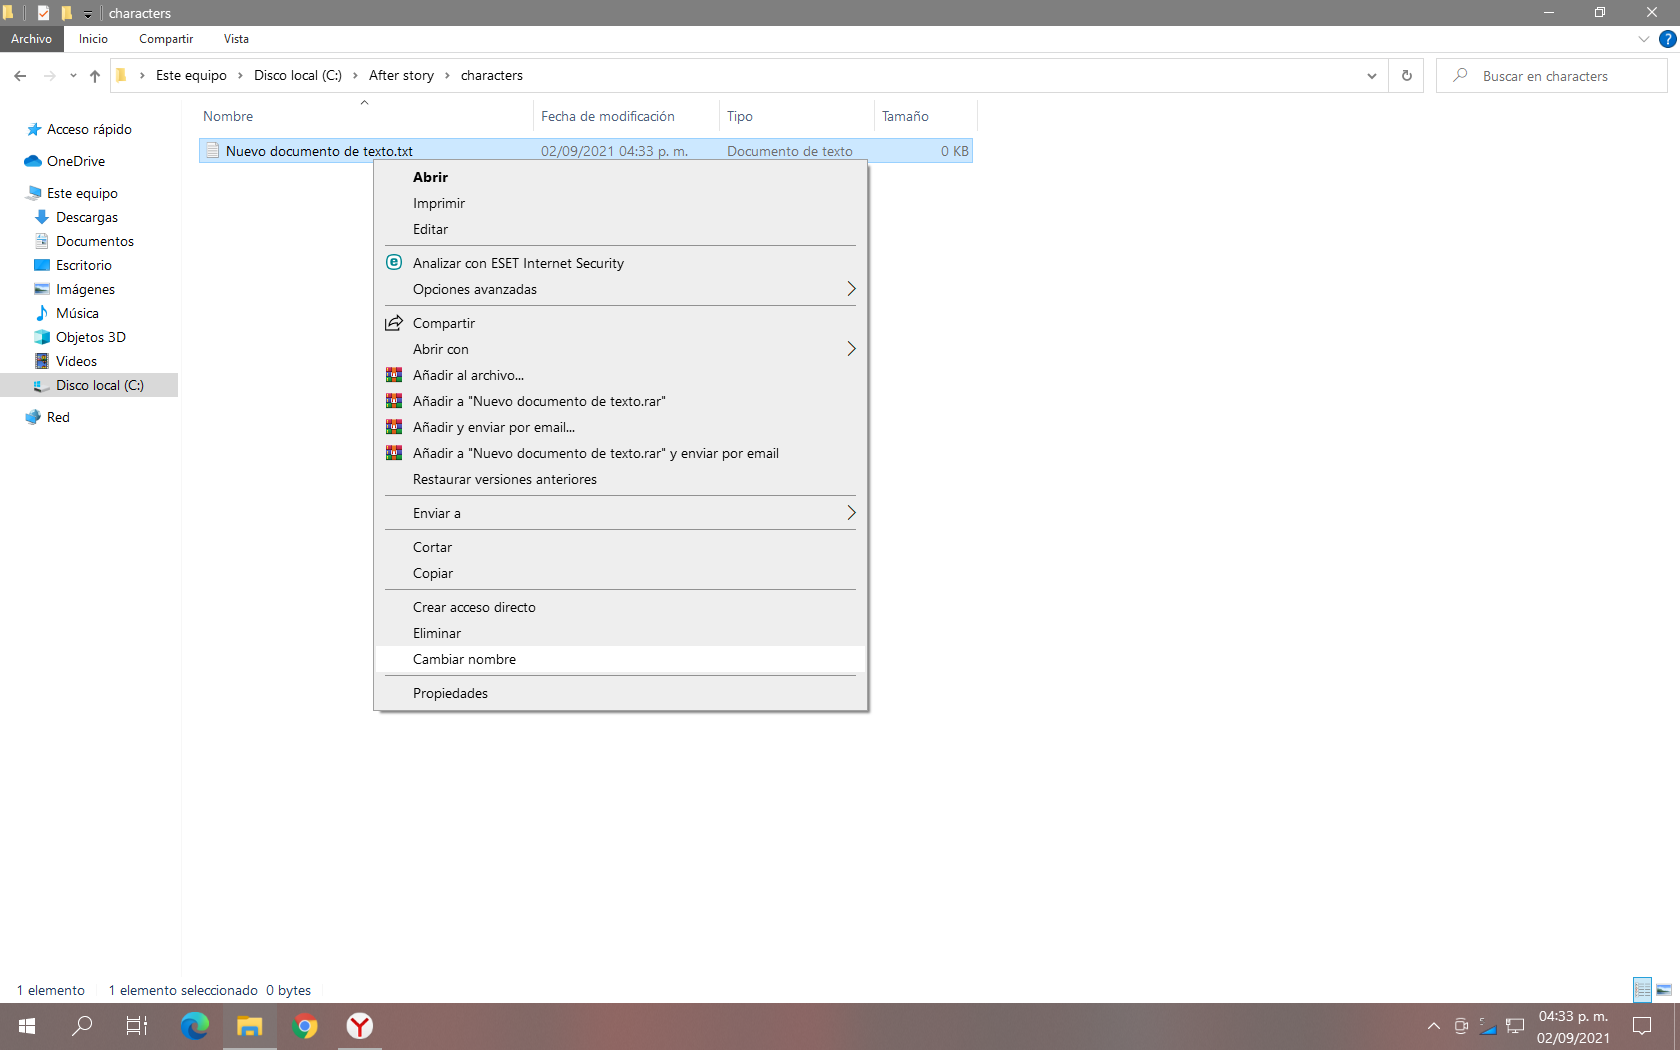 characters
Archivo Inicio Compartir Vista
Este equipo Disco local (C:) After story characters Buscar en characters
Nombre Fecha de modificación Tipo Tamaño
Nuevo documento de texto.txt 02/09/2021 04:33 p. m. Documento de texto 0 KB
Acceso rápido
OneDrive
Este equipo
Descargas
Documentos
Escritorio
Imágenes
Música
Objetos 3D
Videos
Disco local (C:)
Red
Abrir
Imprimir
Editar
Analizar con ESET Internet Security
Opciones avanzadas
Compartir
Abrir con
Añadir al archivo...
Añadir a "Nuevo documento de texto.rar"
Añadir y enviar por email...
Añadir a "Nuevo documento de texto.rar" y enviar por email
Restaurar versiones anteriores
Enviar a
Cortar
Copiar
Crear acceso directo
Eliminar
Cambiar nombre
Propiedades
1 elemento 1 elemento seleccionado 0 bytes
04:33 p. m.
02/09/2021